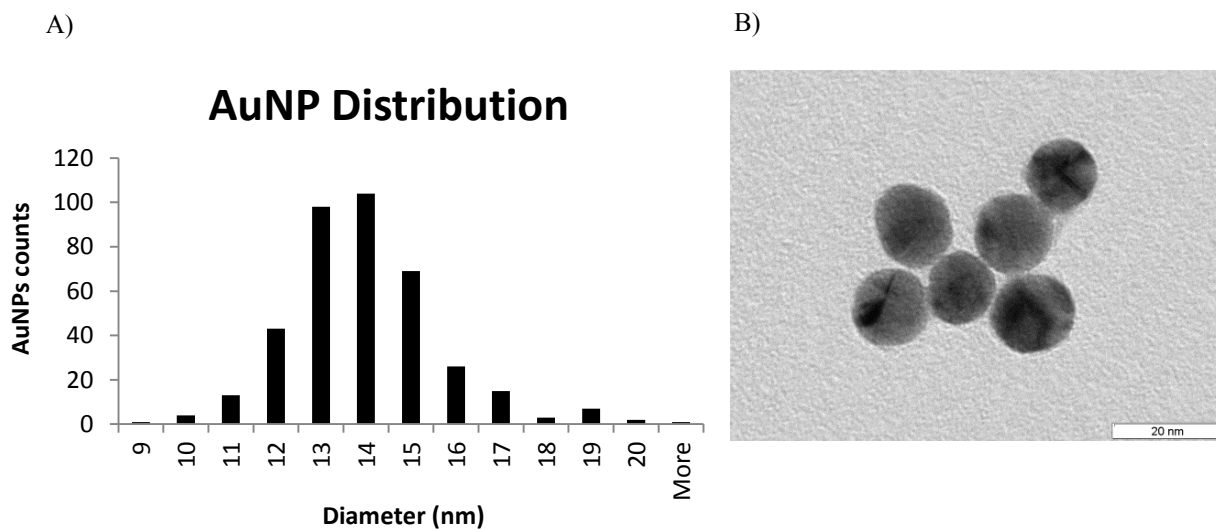 A)
B)
AuNP Distribution
120
100
80
60
40
20
0
AuNPs counts
9 10 11 12 13 14 15 16 17 18 19 20 More
Diameter (nm)
20 nm